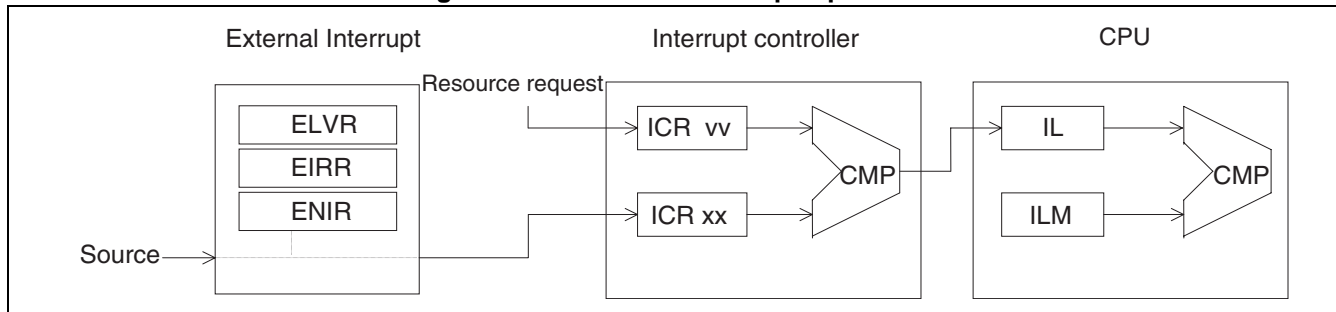 External Interrupt
Interrupt controller
CPU
Resource request
ELVR
EIRR
ENIR
Source
ICR vv
ICR xx
CMP
IL
ILM
CMP